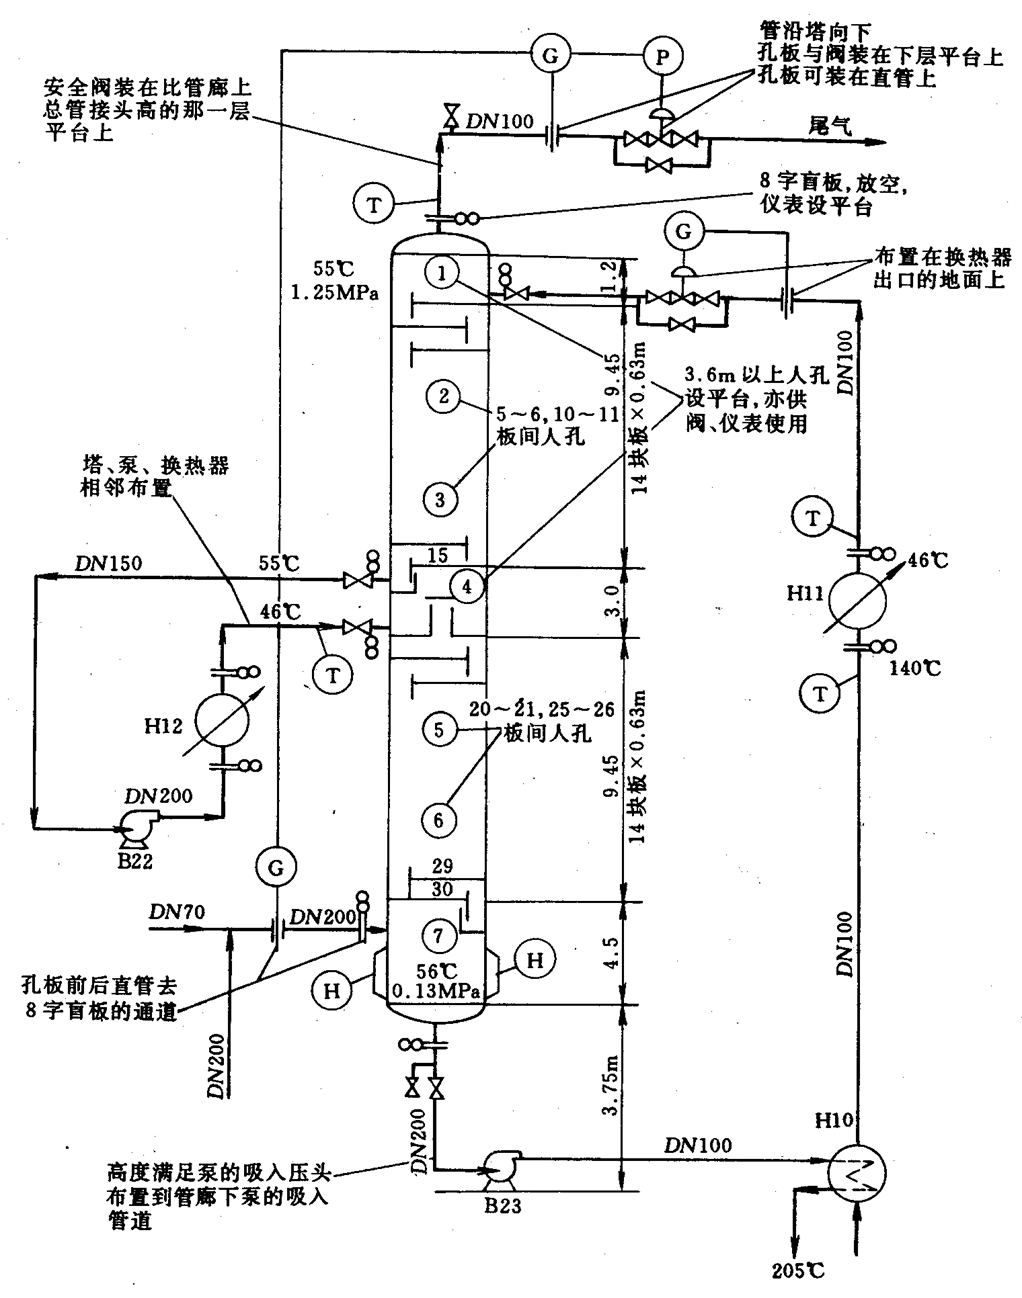 管沿塔向下
孔板与阀装在下层平台上
孔板可装在直管上
G
P
安全阀装在比管廊上
总管接头高的那一层
平台上
DN100
尾气
T
8字盲板,放空,
仪表设平台
G
布置在换热器
出口的地面上
55℃
1.25MPa
1
1.2
DN100
9.45
14块板×0.63m
3.6m以上人孔
设平台,亦供
阀、仪表使用
2
5~6,10~11
板间人孔
塔、泵、换热器
相邻布置
3
T
15
DN150
55℃
4
3.0
46℃
H11
46℃
T
140℃
T
H12
20~21,25~26
板间人孔
5
9.45
14块板×0.63m
DN200
B22
6
G
29
30
DN70
DN200
7
4.5
DN100
56℃
0.13MPa
H
H
孔板前后直管去
8字盲板的通道
DN200
3.75m
H10
DN200
DN100
高度满足泵的吸入压头
布置到管廊下泵的吸入
管道
B23
205℃